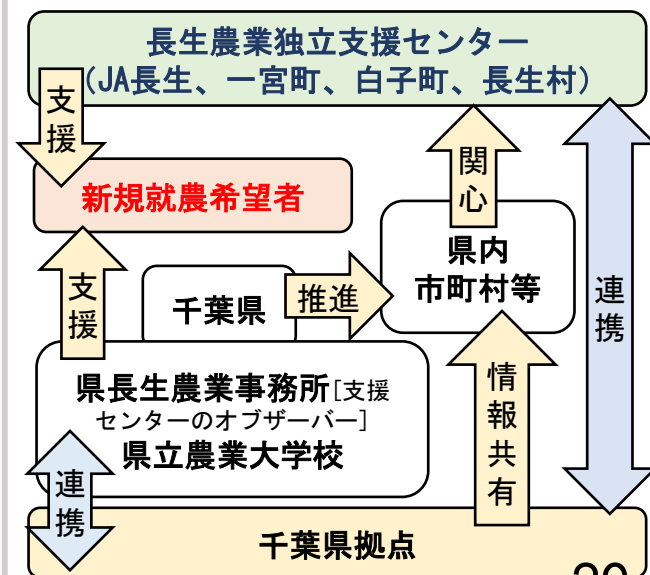 長生農業独立支援センター
(JA長生、一宮町、白子町、長生村)
支援
新規就農希望者
関心
県内
市町村等
支援
千葉県
推進
連携
県長生農業事務所[支援
センターのオブザーバー]
県立農業大学校
情報共有
連携
千葉県拠点